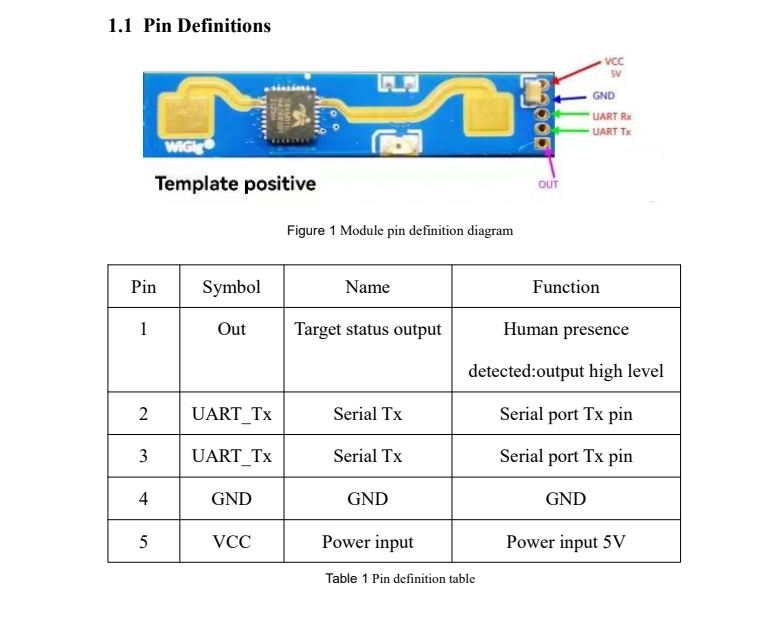 1.1 Pin Definitions
VCC
5V
GND
UART Rx
UART Tx
WiGig®
OUT
Template positive
Figure 1 Module pin definition diagram
Pin Symbol Name Function
1 Out Target status output Human presence
detected:output high level
2 UART_Tx Serial Tx Serial port Tx pin
3 UART_Tx Serial Tx Serial port Tx pin
4 GND GND GND
5 VCC Power input Power input 5V
Table 1 Pin definition table